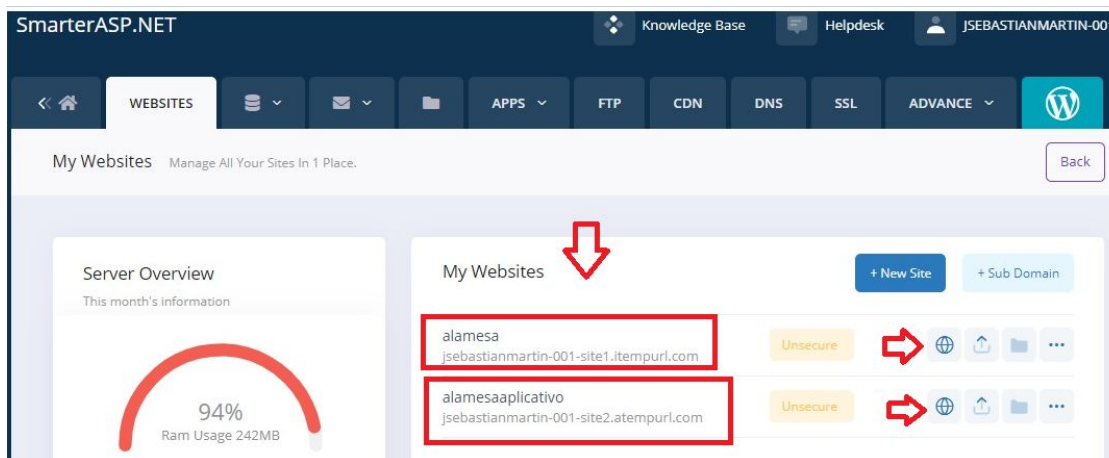 SmarterASP.NET
Knowledge Base
Helpdesk
JSEBASTIANMARTIN-00
WEBSITES
APPS
FTP
CDN
DNS
SSL
ADVANCE
My Websites Manage All Your Sites In 1 Place.
Back
Server Overview
This month's information
94%
Ram Usage 242MB
My Websites
+ New Site
+ Sub Domain
alamesa
jsebastianmartin-001-site1.itempurl.com
Unsecure
alamesaaplicativo
jsebastianmartin-001-site2.atempurl.com
Unsecure